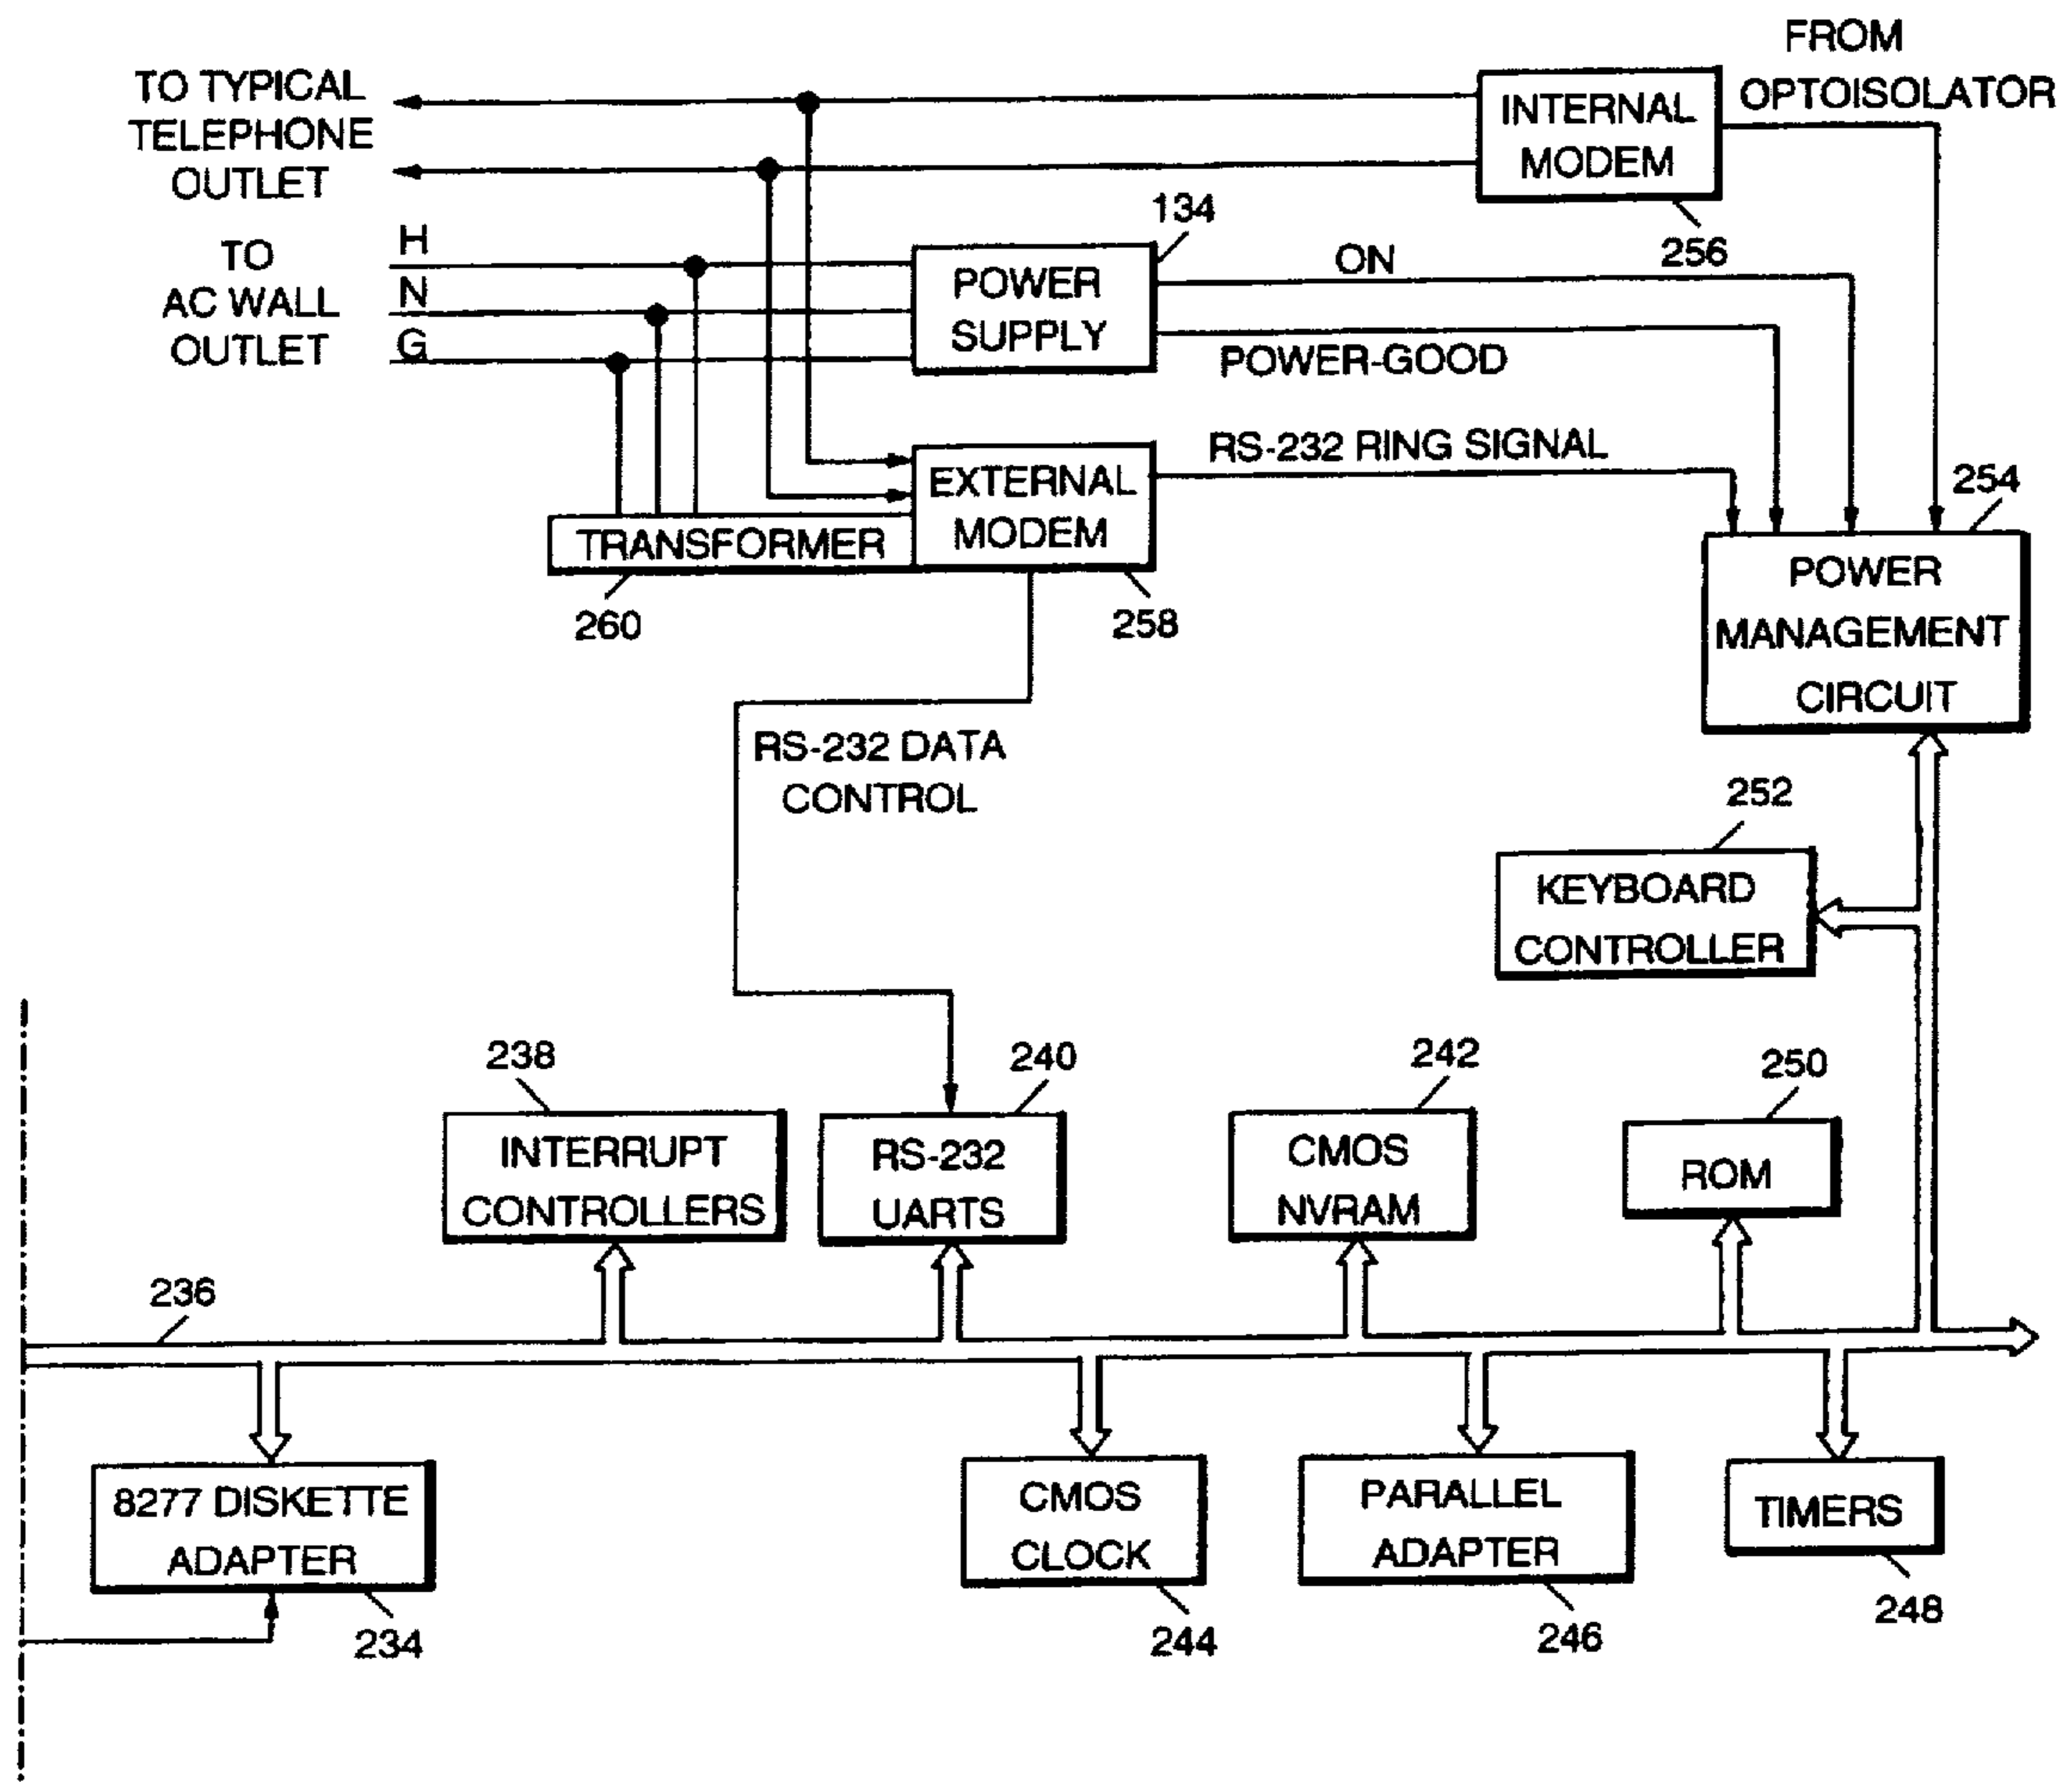 FROM
OPTOISOLATOR
TO TYPICAL
TELEPHONE
OUTLET
INTERNAL
MODEM
256
TO
AC WALL
OUTLET
H
N
G
134
POWER
SUPPLY
ON
POWER-GOOD
RS-232 RING SIGNAL
EXTERNAL
MODEM
258
TRANSFORMER
260
254
POWER
MANAGEMENT
CIRCUIT
RS-232 DATA
CONTROL
252
KEYBOARD
CONTROLLER
238
INTERRUPT
CONTROLLERS
240
RS-232
UARTS
242
CMOS
NVRAM
250
ROM
236
8277 DISKETTE
ADAPTER
234
CMOS
CLOCK
244
PARALLEL
ADAPTER
246
TIMERS
248